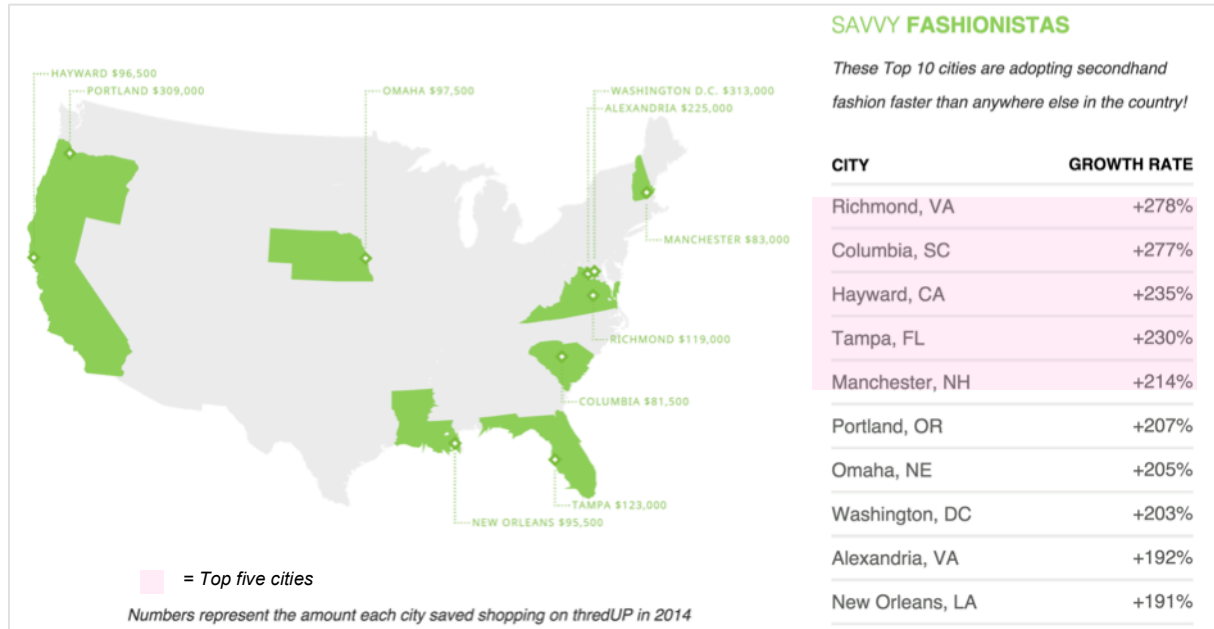 HAYWARD $96,500
PORTLAND $309,000
OMAHA $97,500
WASHINGTON D.C. $313,000
ALEXANDRIA $225,000
MANCHESTER $83,000
RICHMOND $119,000
COLUMBIA $81,500
TAMPA $123,000
NEW ORLEANS $95,500
= Top five cities
Numbers represent the amount each city saved shopping on thredUP in 2014
SAVVY FASHIONISTAS
These Top 10 cities are adopting secondhand
fashion faster than anywhere else in the country!
CITY GROWTH RATE
Richmond, VA +278%
Columbia, SC +277%
Hayward, CA +235%
Tampa, FL +230%
Manchester, NH +214%
Portland, OR +207%
Omaha, NE +205%
Washington, DC +203%
Alexandria, VA +192%
New Orleans, LA +191%